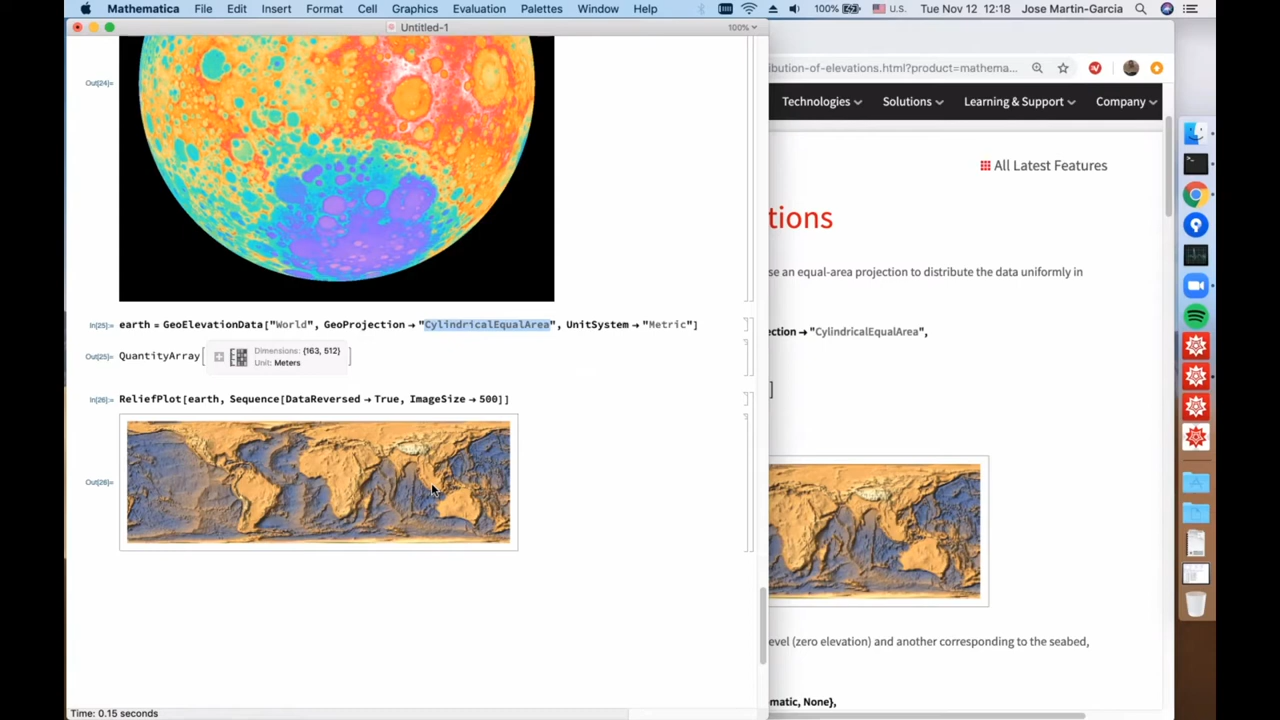 Mathematica File Edit Insert Format Cell Graphics Evaluation Palettes Window Help 100% U.S. Tue Nov 12 12:18 Jose Martin-Garcia
Untitled-1
100%
Out[24]=
In[25]:= earth = GeoElevationData["World", GeoProjection → "CylindricalEqualArea", UnitSystem → "Metric"]
Out[25]= QuantityArray[ Dimensions: {163, 512}
Unit: Meters ]
In[26]:= ReliefPlot[earth, Sequence[DataReversed → True, ImageSize → 500]]
Out[26]=
Time: 0.15 seconds
ibution-of-elevations.html?product=mathema...
Technologies Solutions Learning & Support Company
All Latest Features
tions
se an equal-area projection to distribute the data uniformly in
ection → "CylindricalEqualArea",
]
level (zero elevation) and another corresponding to the seabed,
matic, None},